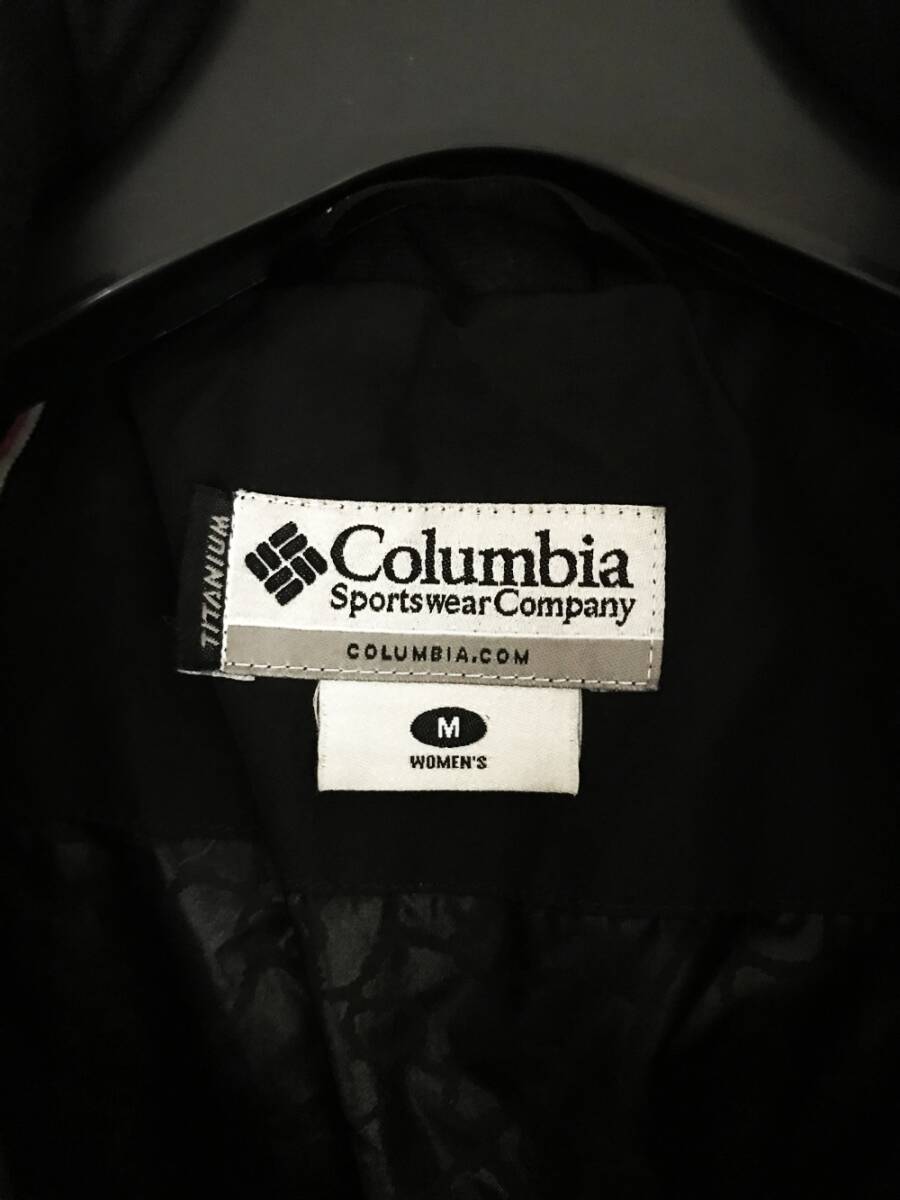 TITANIUM
Columbia
Sportswear Company
COLUMBIA.COM
M
WOMEN'S